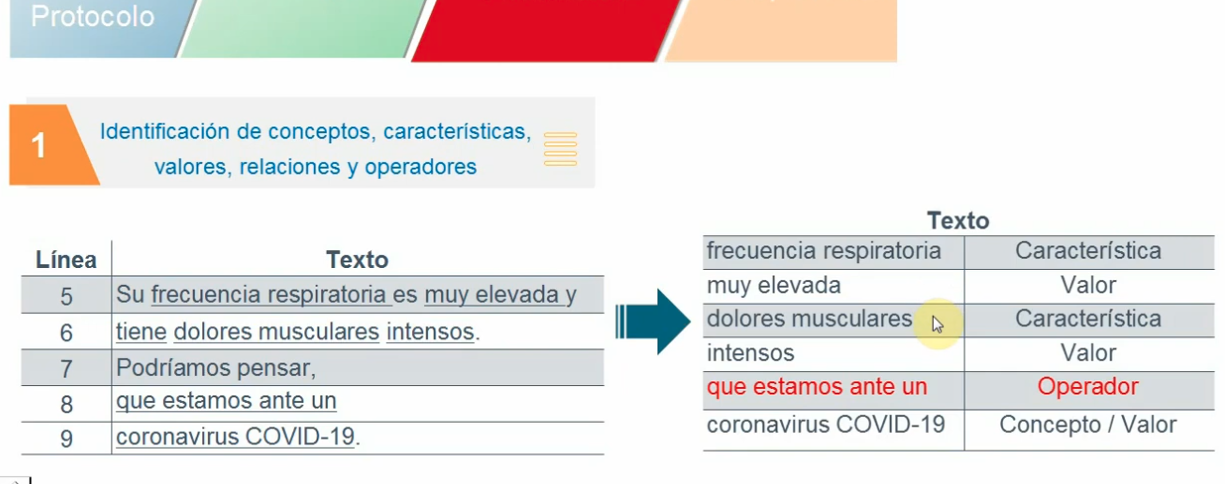 Protocolo
1
Identificación de conceptos, características,
valores, relaciones y operadores
Línea Texto
5 Su frecuencia respiratoria es muy elevada y
6 tiene dolores musculares intensos.
7 Podríamos pensar,
8 que estamos ante un
9 coronavirus COVID-19.
Texto
frecuencia respiratoria Característica
muy elevada Valor
dolores musculares Característica
intensos Valor
que estamos ante un Operador
coronavirus COVID-19 Concepto / Valor